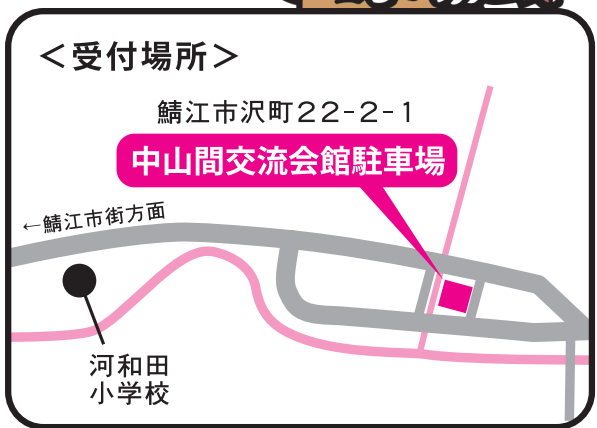 ＜受付場所＞
鯖江市沢町22-2-1
中山間交流会館駐車場
←鯖江市街方面
河和田
小学校